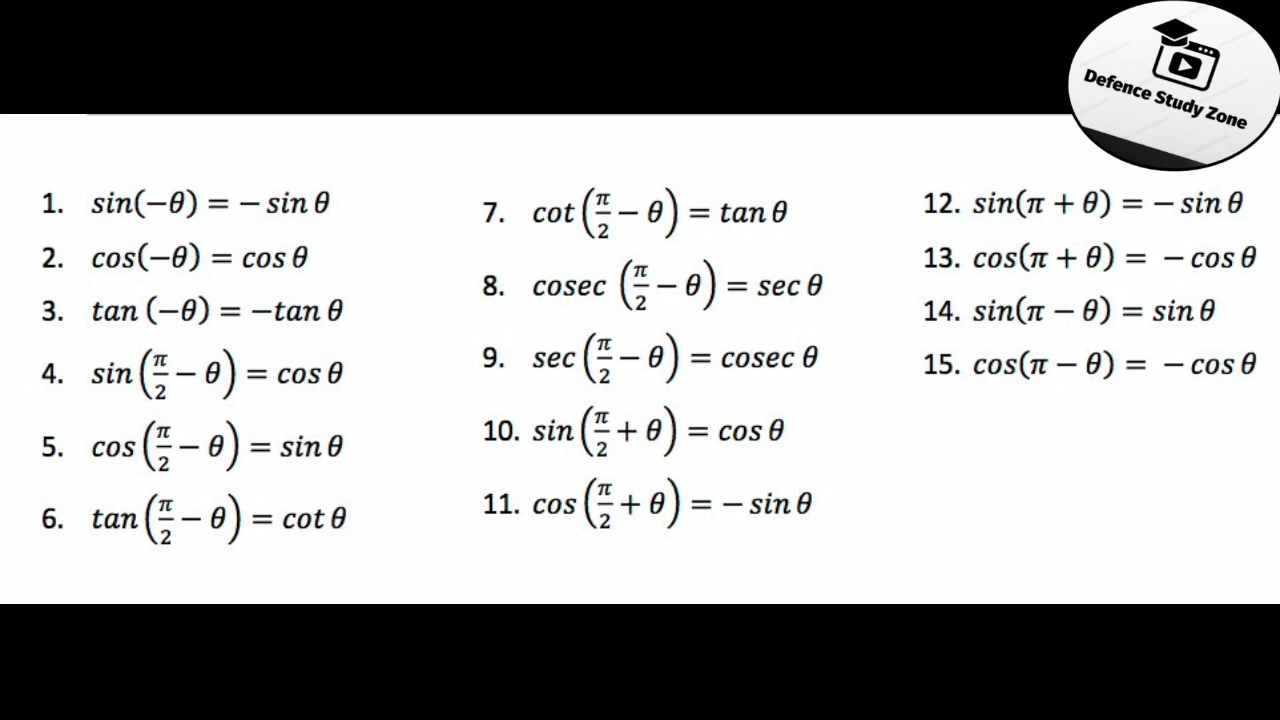 Defence Study Zone
1. sin(−θ) = − sin θ
2. cos(−θ) = cos θ
3. tan (−θ) = −tan θ
4. sin(π/2 − θ) = cos θ
5. cos(π/2 − θ) = sin θ
6. tan(π/2 − θ) = cot θ
7. cot(π/2 − θ) = tan θ
8. cosec (π/2 − θ) = sec θ
9. sec(π/2 − θ) = cosec θ
10. sin(π/2 + θ) = cos θ
11. cos(π/2 + θ) = − sin θ
12. sin(π + θ) = − sin θ
13. cos(π + θ) = − cos θ
14. sin(π − θ) = sin θ
15. cos(π − θ) = − cos θ